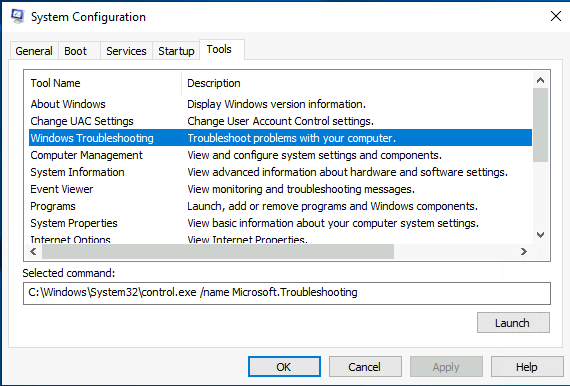 System Configuration
General Boot Services Startup Tools
Tool Name Description
About Windows Display Windows version information.
Change UAC Settings Change User Account Control settings.
Windows Troubleshooting Troubleshoot problems with your computer.
Computer Management View and configure system settings and components.
System Information View advanced information about hardware and software settings.
Event Viewer View monitoring and troubleshooting messages.
Programs Launch, add or remove programs and Windows components.
System Properties View basic information about your computer system settings.
Internet Options View Internet Properties.
Selected command:
C:\Windows\System32\control.exe /name Microsoft.Troubleshooting
Launch
OK Cancel Apply Help